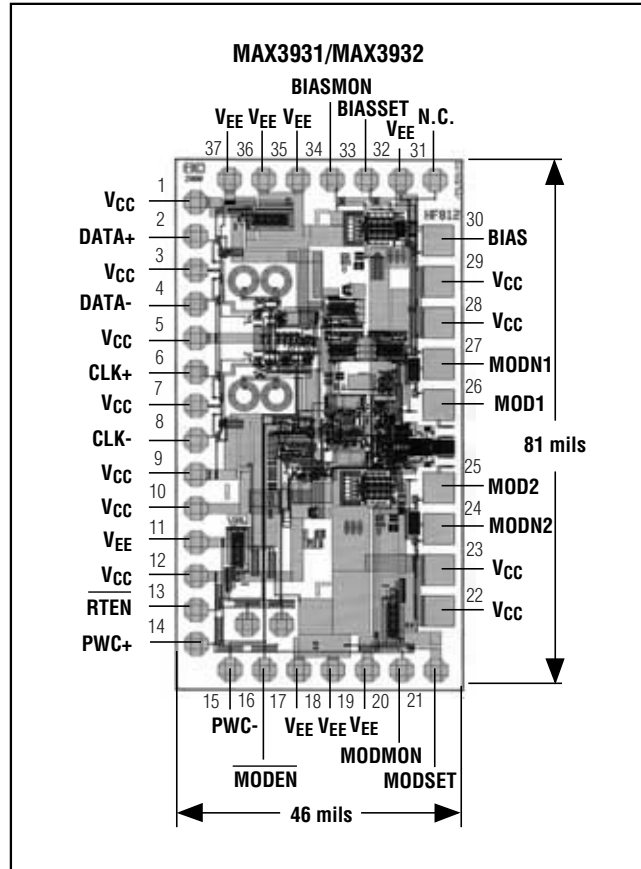 MAX3931/MAX3932
BIASMON
BIASSET
VEE VEE VEE VEE N.C.
37 36 35 34 33 32 31
HF812
1 VCC
2 DATA+
3 VCC
4 DATA-
5 VCC
6 CLK+
7 VCC
8 CLK-
9 VCC
10 VCC
11 VEE
12 VCC
13 RTEN
14 PWC+
30 BIAS
29 VCC
28 VCC
27 MODN1
26 MOD1
81 mils
25 MOD2
24 MODN2
23 VCC
22 VCC
15 16 17 18 19 20 21
PWC- VEE VEE VEE
MODMON
MODEN MODSET
46 mils